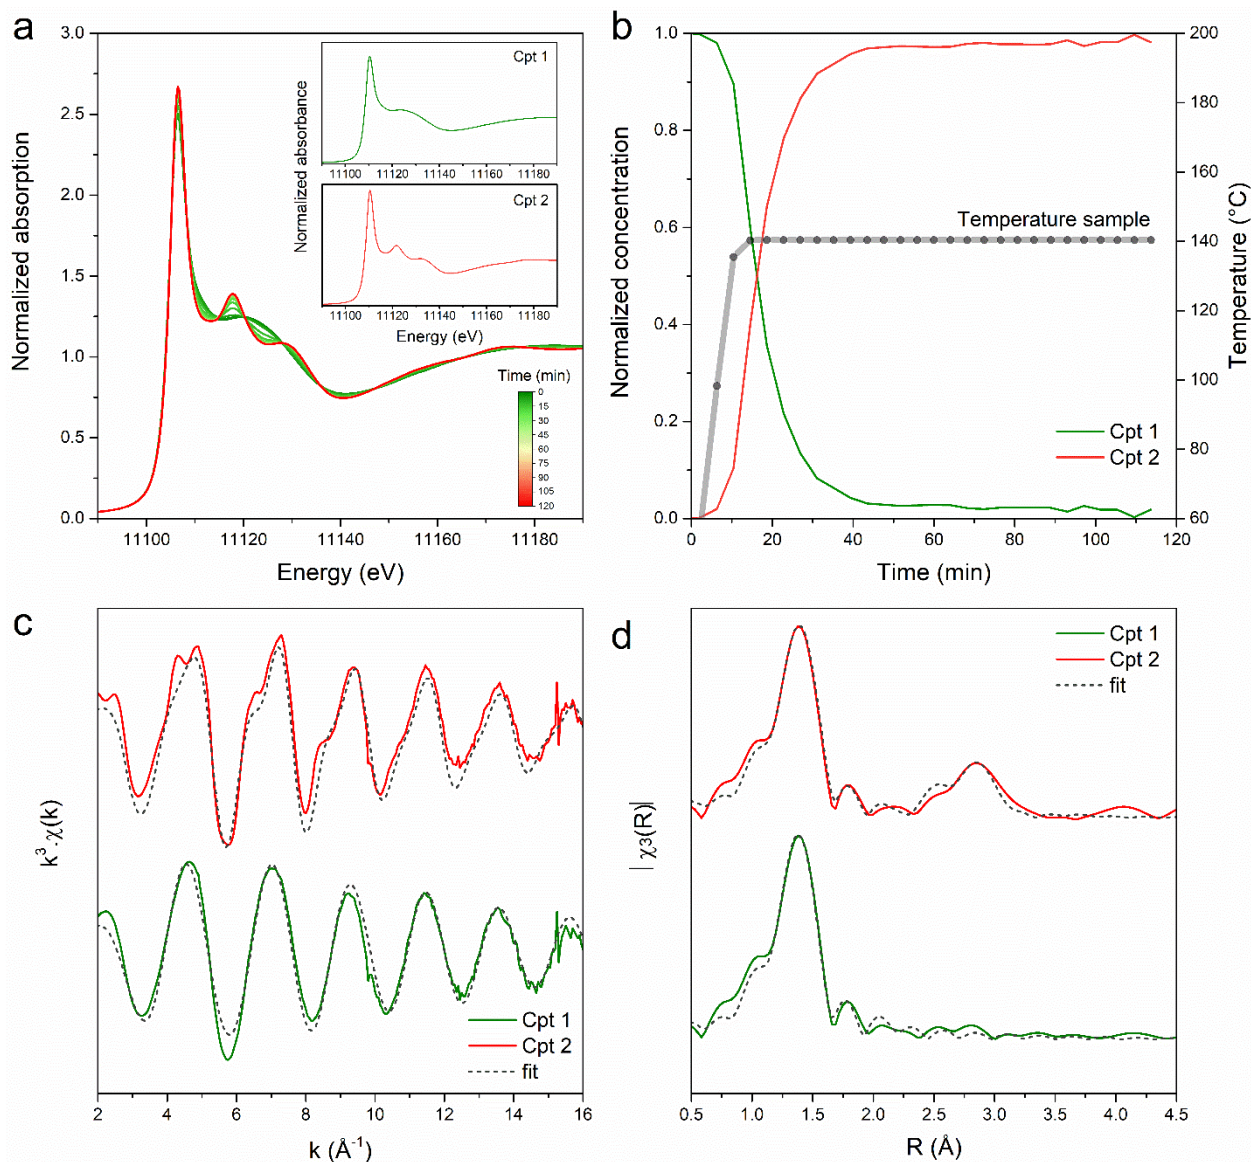 a
3.0
2.5
2.0
1.5
1.0
0.5
0.0
Normalized absorption
11100
11120
11140
11160
11180
Energy (eV)
Cpt 1
11100
11120
11140
11160
11180
Normalized absorbance
Cpt 2
11100
11120
11140
11160
11180
Energy (eV)
Time (min)
0
15
30
45
60
75
90
105
120
b
1.0
0.8
0.6
0.4
0.2
0.0
Normalized concentration
200
180
160
140
120
100
80
60
Temperature (°C)
Temperature sample
Cpt 1
Cpt 2
0
20
40
60
80
100
120
Time (min)
c
k³.χ(k)
Cpt 1
Cpt 2
fit
2
4
6
8
10
12
14
16
k (Å⁻¹)
d
| χ3(R)|
Cpt 1
Cpt 2
fit
0.5
1.0
1.5
2.0
2.5
3.0
3.5
4.0
4.5
R (Å)